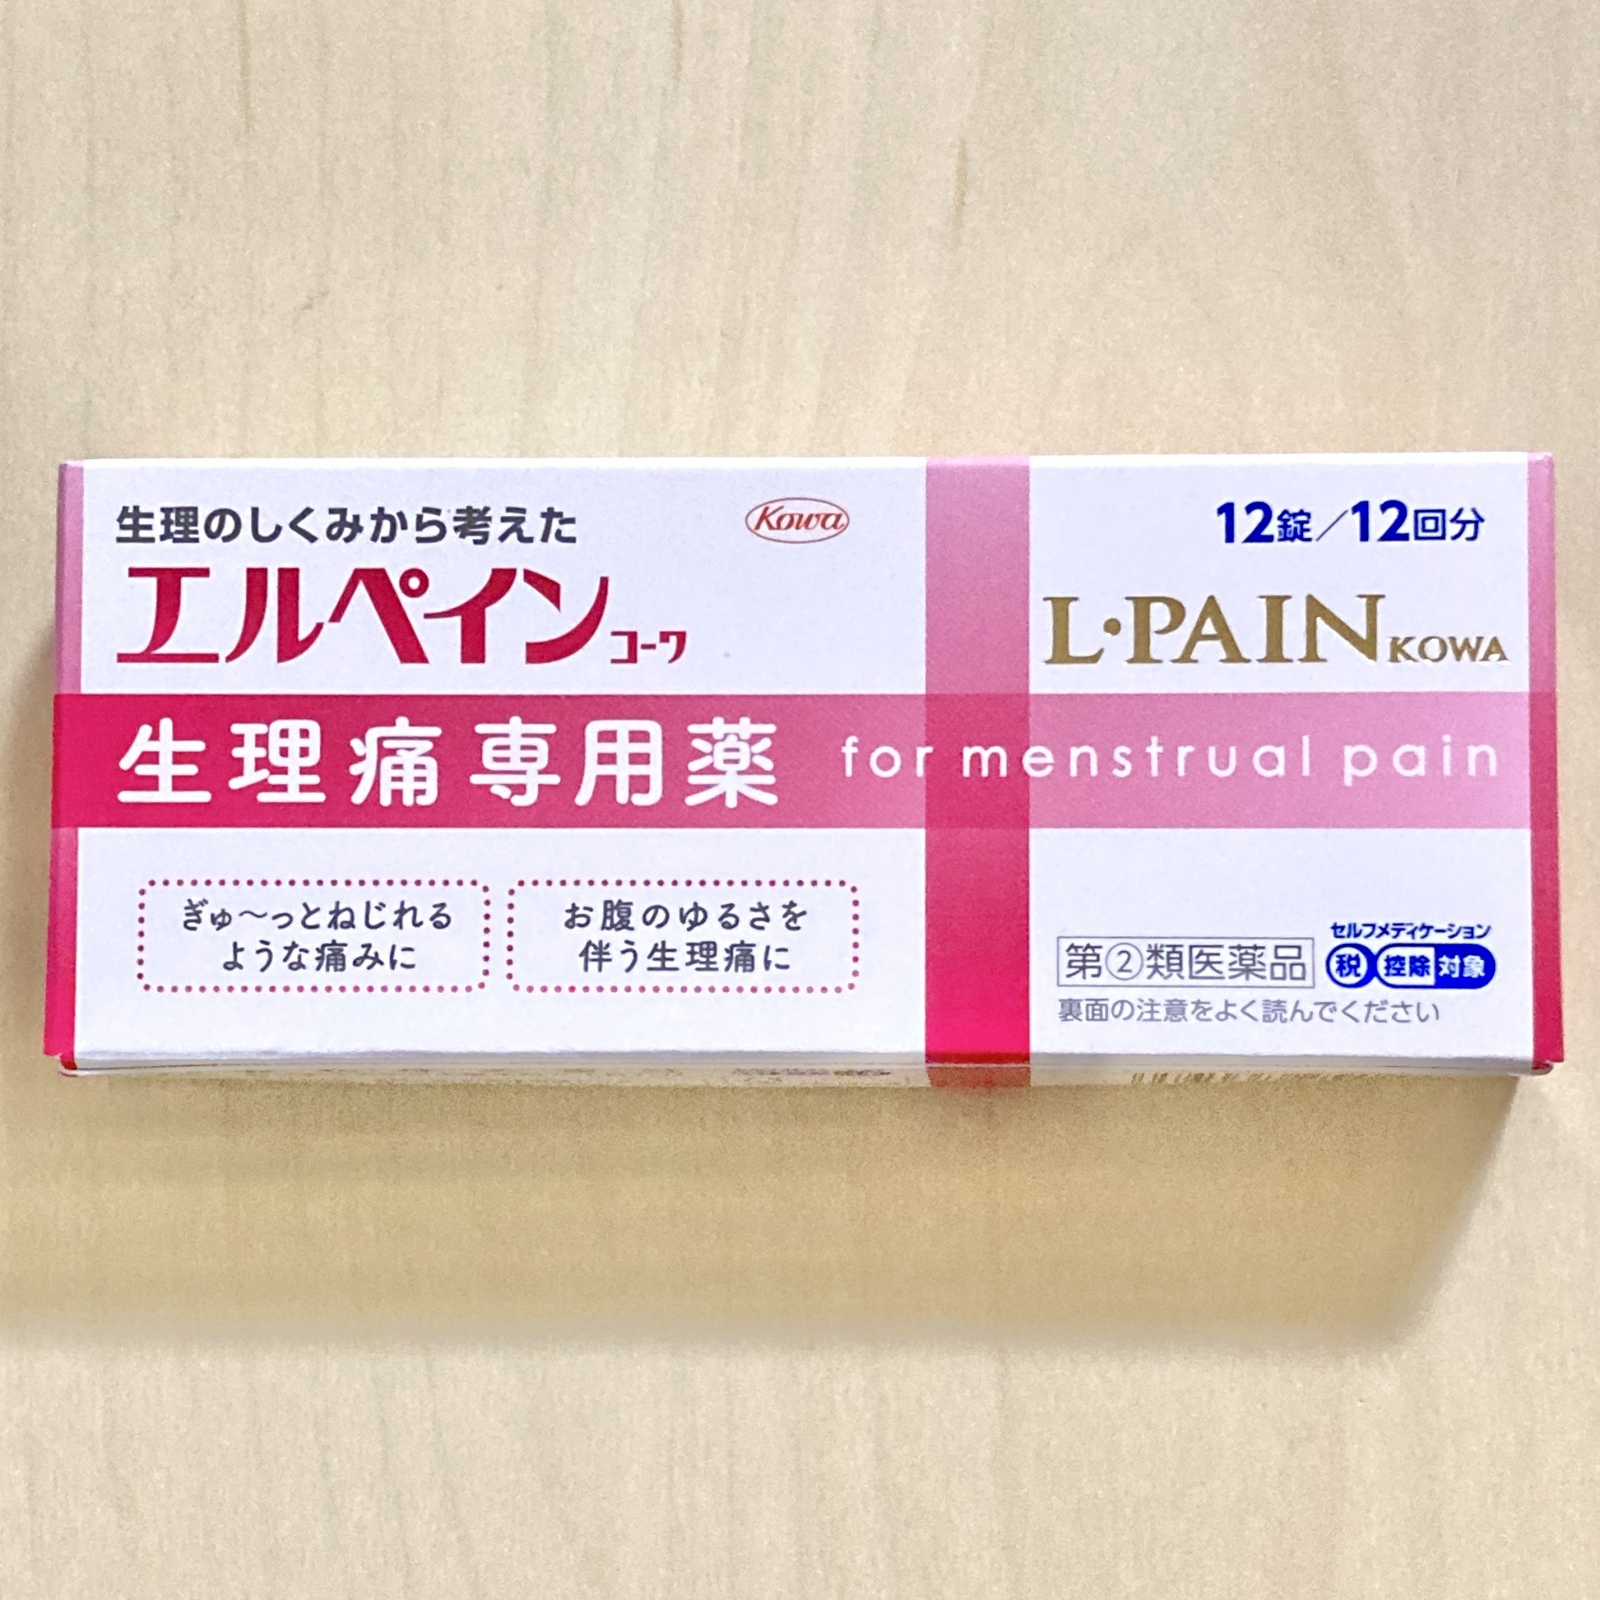 生理のしくみから考えた
Kowa
エルペイン コーワ
生理痛専用薬 for menstrual pain
ぎゅ〜っとねじれる
ような痛みに
お腹のゆるさを
伴う生理痛に
12錠／12回分
L・PAIN KOWA
第②類医薬品
セルフメディケーション
税 控除 対象
裏面の注意をよく読んでください